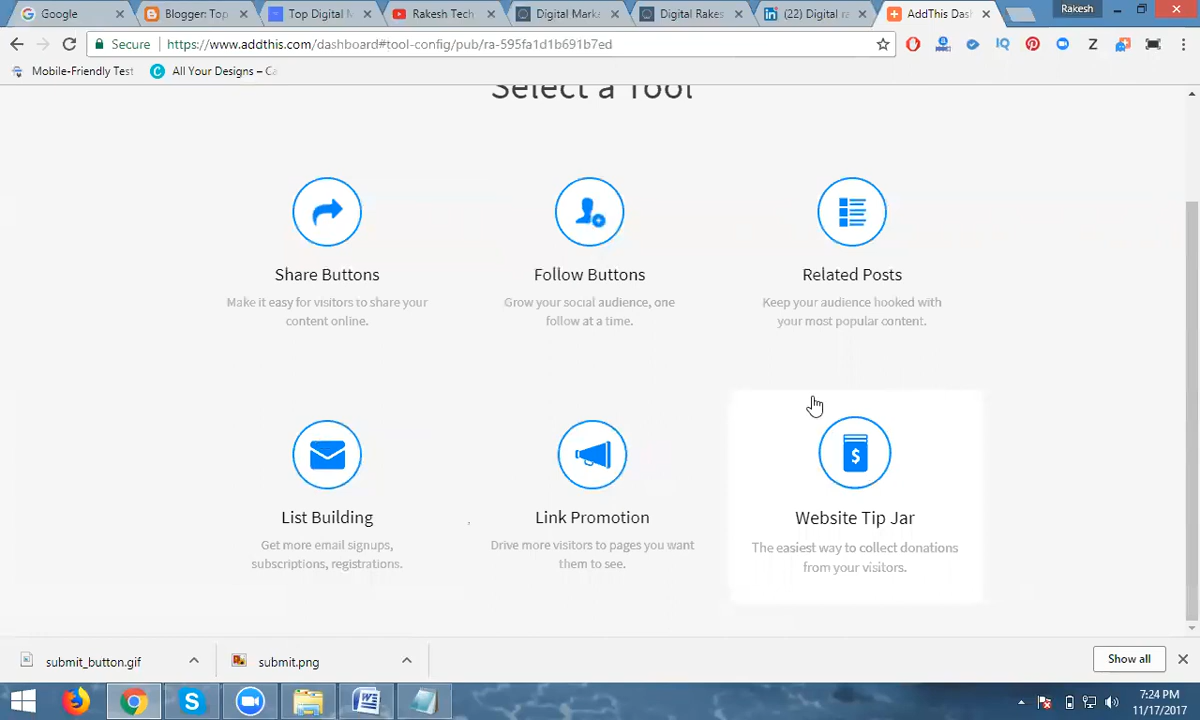 Google
Blogger: Top
Top Digital M
Rakesh Tech
Digital Marke
Digital Rakes
(22) Digital ra
AddThis Das
Rakesh
Secure
https://www.addthis.com/dashboard#tool-config/pub/ra-595fa1d1b691b7ed
Mobile-Friendly Test
All Your Designs – Ca
Select a Tool
Share Buttons
Make it easy for visitors to share your
content online.
Follow Buttons
Grow your social audience, one
follow at a time.
Related Posts
Keep your audience hooked with
your most popular content.
List Building
Get more email signups,
subscriptions, registrations.
Link Promotion
Drive more visitors to pages you want
them to see.
Website Tip Jar
The easiest way to collect donations
from your visitors.
submit_button.gif
submit.png
Show all
7:24 PM
11/17/2017